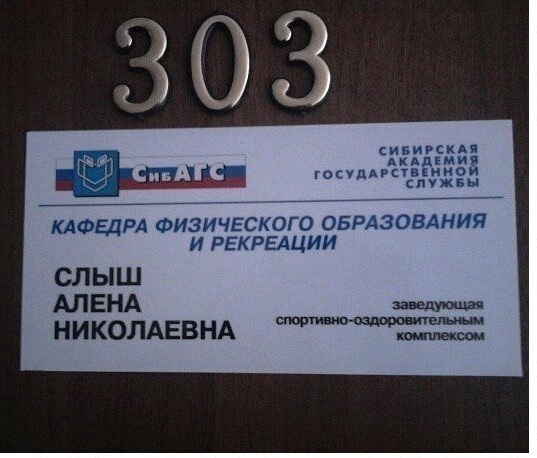 303
СибАГС
СИБИРСКАЯ
АКАДЕМИЯ
ГОСУДАРСТВЕННОЙ
СЛУЖБЫ
КАФЕДРА ФИЗИЧЕСКОГО ОБРАЗОВАНИЯ
И РЕКРЕАЦИИ
СЛЫШ
АЛЕНА
НИКОЛАЕВНА
заведующая
спортивно-оздоровительным
комплексом